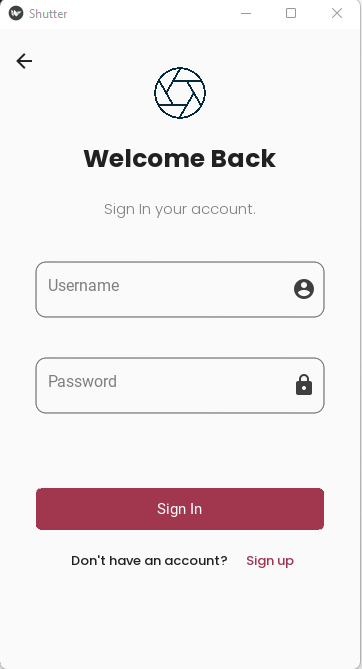 Shutter
Welcome Back
Sign In your account.
Username
Password
Sign In
Don't have an account? Sign up